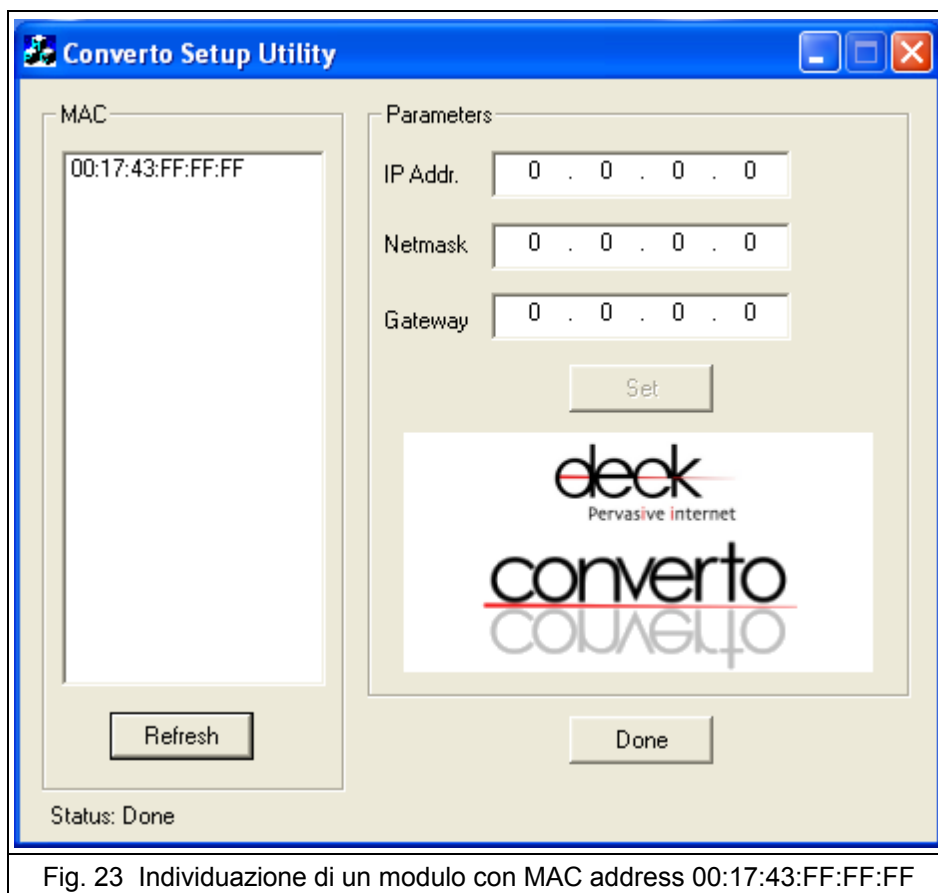 Converto Setup Utility
MAC
00:17:43:FF:FF:FF
Refresh
Status: Done
Parameters
IP Addr. 0 . 0 . 0 . 0
Netmask 0 . 0 . 0 . 0
Gateway 0 . 0 . 0 . 0
Set
deck
Pervasive internet
converto
Done
Fig. 23 Individuazione di un modulo con MAC address 00:17:43:FF:FF:FF